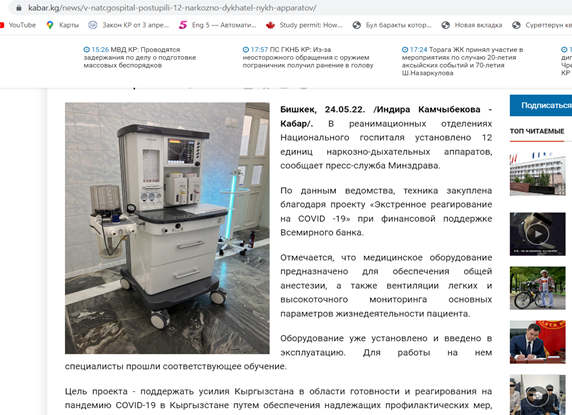 kabar.kg/news/v-natcgospital-postupili-12-narkozno-dykhatel-nykh-apparatov/
YouTube
Карты
Закон КР от 3 апре...
Eng 5 — Автомати...
Study permit: How...
Бұл баракты котор...
Новая вкладка
Сүрөттөрүн
15:26 МВД КР: Проводятся
задержания по делу о подготовке
массовых беспорядков
17:57 ПС ГКНБ КР: Из-за
неосторожного обращения с оружием
пограничник получил ранение в голову
17:24 Торага ЖК принял участие в
мероприятиях по случаю 20-летия
аксыйских событий и 70-летия
Ш.Назаркулова
Бишкек, 24.05.22. /Индира Камчыбекова -
Кабар/. В реанимационных отделениях
Национального госпиталя установлено 12
единиц наркозно-дыхательных аппаратов,
сообщает пресс-служба Минздрава.
По данным ведомства, техника закуплена
благодаря проекту «Экстренное реагирование
на COVID -19» при финансовой поддержке
Всемирного банка.
Отмечается, что медицинское оборудование
предназначено для обеспечения общей
анестезии, а также вентиляции легких и
высокоточного мониторинга основных
параметров жизнедеятельности пациента.
Оборудование уже установлено и введено в
эксплуатацию. Для работы на нем
специалисты прошли соответствующее обучение.
Цель проекта - поддержать усилия Кыргызстана в области готовности и реагирования на
пандемию COVID-19 в Кыргызстане путем обеспечения надлежащих профилактических мер,
Подписаться
ТОП ЧИТАЕМЫЕ